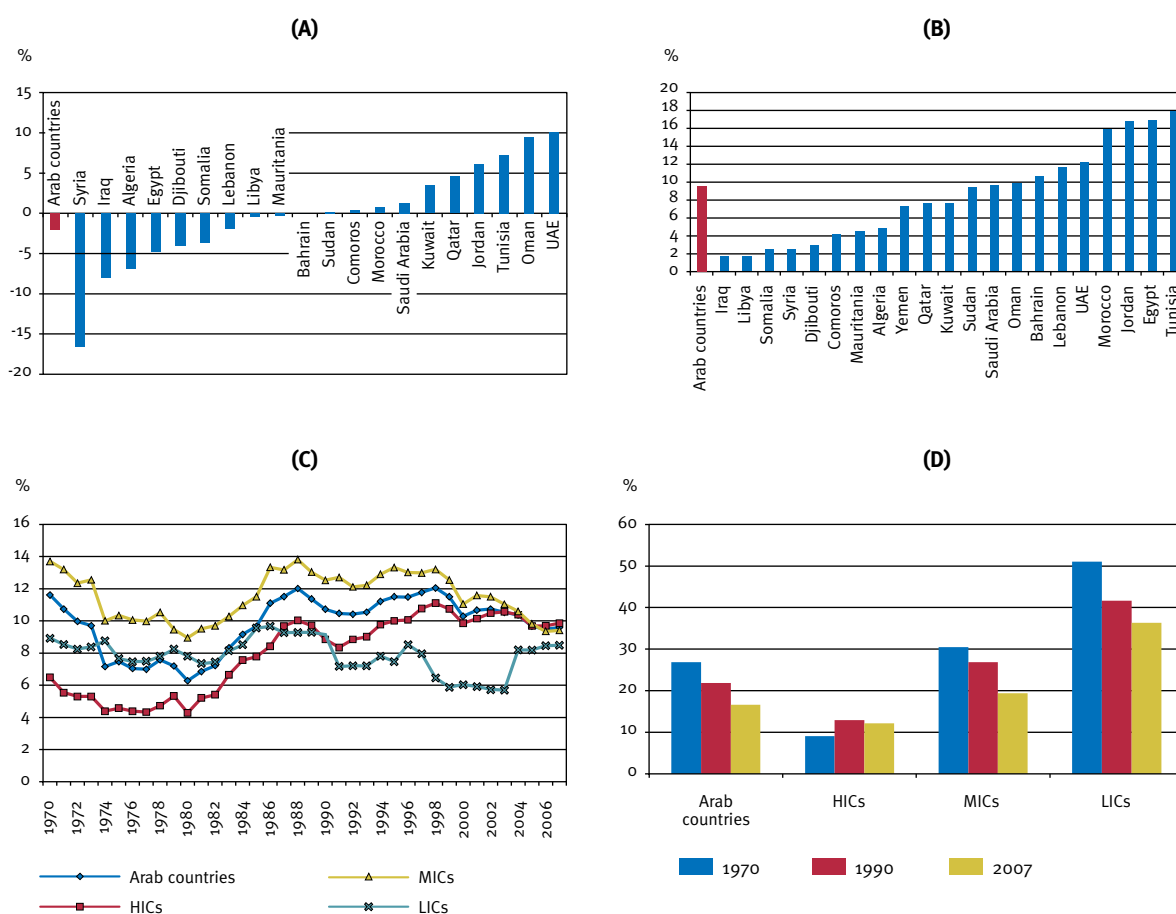 (A)
%
15
10
5
0
-5
-10
-15
-20
Arab countries
Syria
Iraq
Algeria
Egypt
Djibouti
Somalia
Lebanon
Libya
Mauritania
Bahrain
Sudan
Comoros
Morocco
Saudi Arabia
Kuwait
Qatar
Jordan
Tunisia
Oman
UAE
(B)
%
20
18
16
14
12
10
8
6
4
2
0
Arab countries
Iraq
Libya
Somalia
Syria
Djibouti
Comoros
Mauritania
Algeria
Yemen
Qatar
Kuwait
Sudan
Saudi Arabia
Oman
Bahrain
Lebanon
UAE
Morocco
Jordan
Egypt
Tunisia
(C)
%
16
14
12
10
8
6
4
2
0
1970
1972
1974
1976
1978
1980
1982
1984
1986
1988
1990
1992
1994
1996
1998
2000
2002
2004
2006
Arab countries
MICs
HICs
LICs
(D)
%
60
50
40
30
20
10
0
Arab
countries
HICs
MICs
LICs
1970
1990
2007